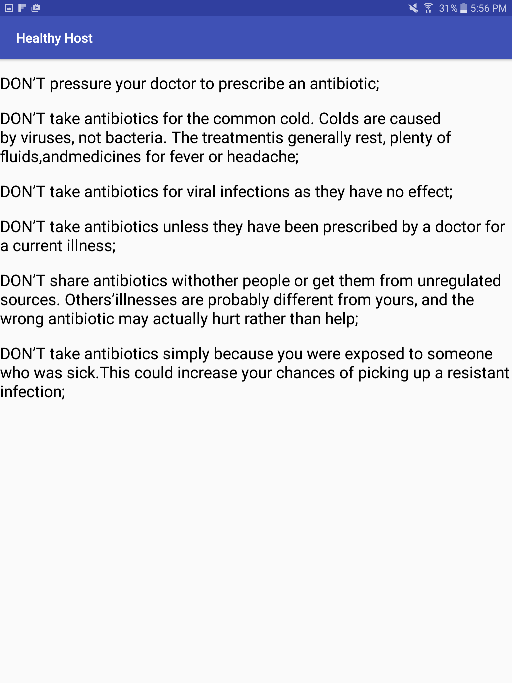 31% 5:56 PM
Healthy Host
DON’T pressure your doctor to prescribe an antibiotic;
DON’T take antibiotics for the common cold. Colds are caused
by viruses, not bacteria. The treatmentis generally rest, plenty of
fluids,andmedicines for fever or headache;
DON’T take antibiotics for viral infections as they have no effect;
DON’T take antibiotics unless they have been prescribed by a doctor for
a current illness;
DON’T share antibiotics withother people or get them from unregulated
sources. Others’illnesses are probably different from yours, and the
wrong antibiotic may actually hurt rather than help;
DON’T take antibiotics simply because you were exposed to someone
who was sick.This could increase your chances of picking up a resistant
infection;